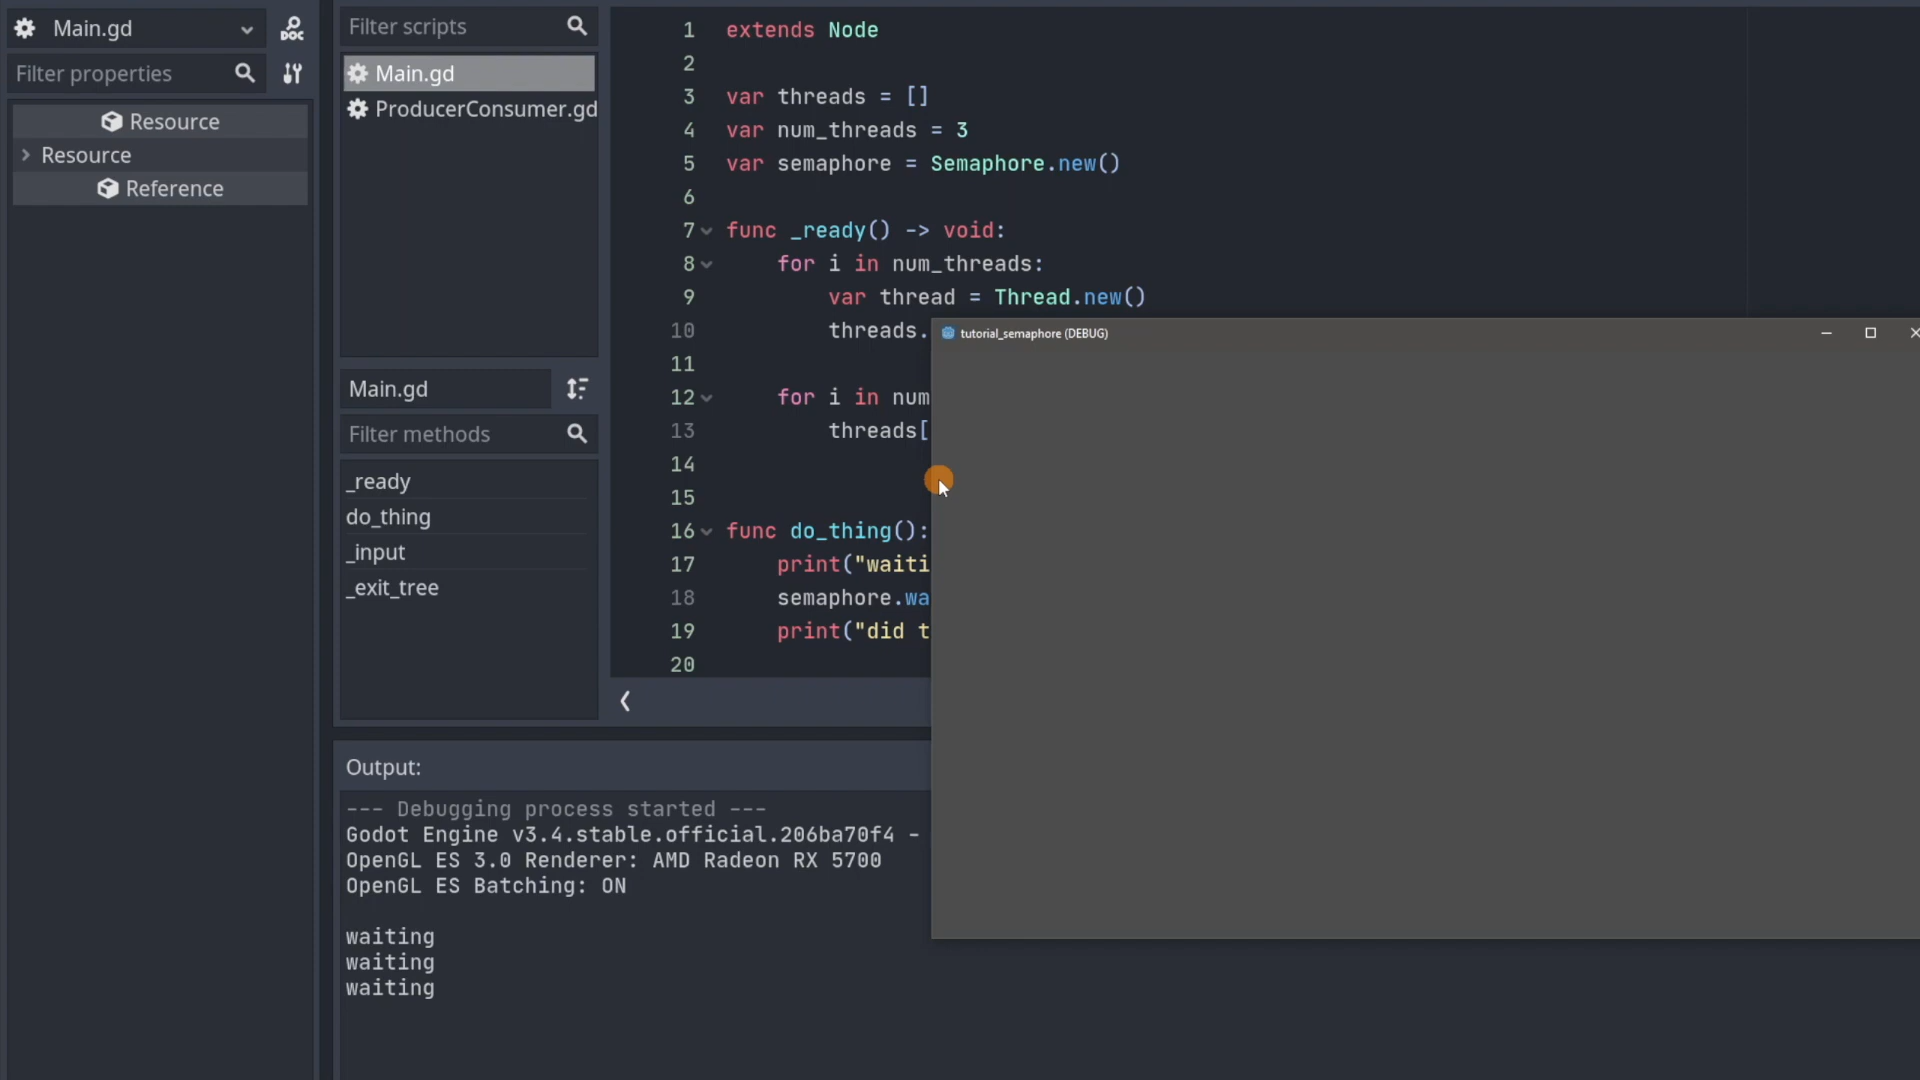 Main.gd
Filter properties
Resource
Resource
Reference
Filter scripts
Main.gd
ProducerConsumer.gd
Main.gd
Filter methods
_ready
do_thing
_input
_exit_tree
1 extends Node
2
3 var threads = []
4 var num_threads = 3
5 var semaphore = Semaphore.new()
6
7 func _ready() -> void:
8 for i in num_threads:
9 var thread = Thread.new()
10 threads.
11
12 for i in num
13 threads[
14
15
16 func do_thing():
17 print("waiti
18 semaphore.wa
19 print("did t
20
tutorial_semaphore (DEBUG)
Output:
--- Debugging process started ---
Godot Engine v3.4.stable.official.206ba70f4 -
OpenGL ES 3.0 Renderer: AMD Radeon RX 5700
OpenGL ES Batching: ON
waiting
waiting
waiting